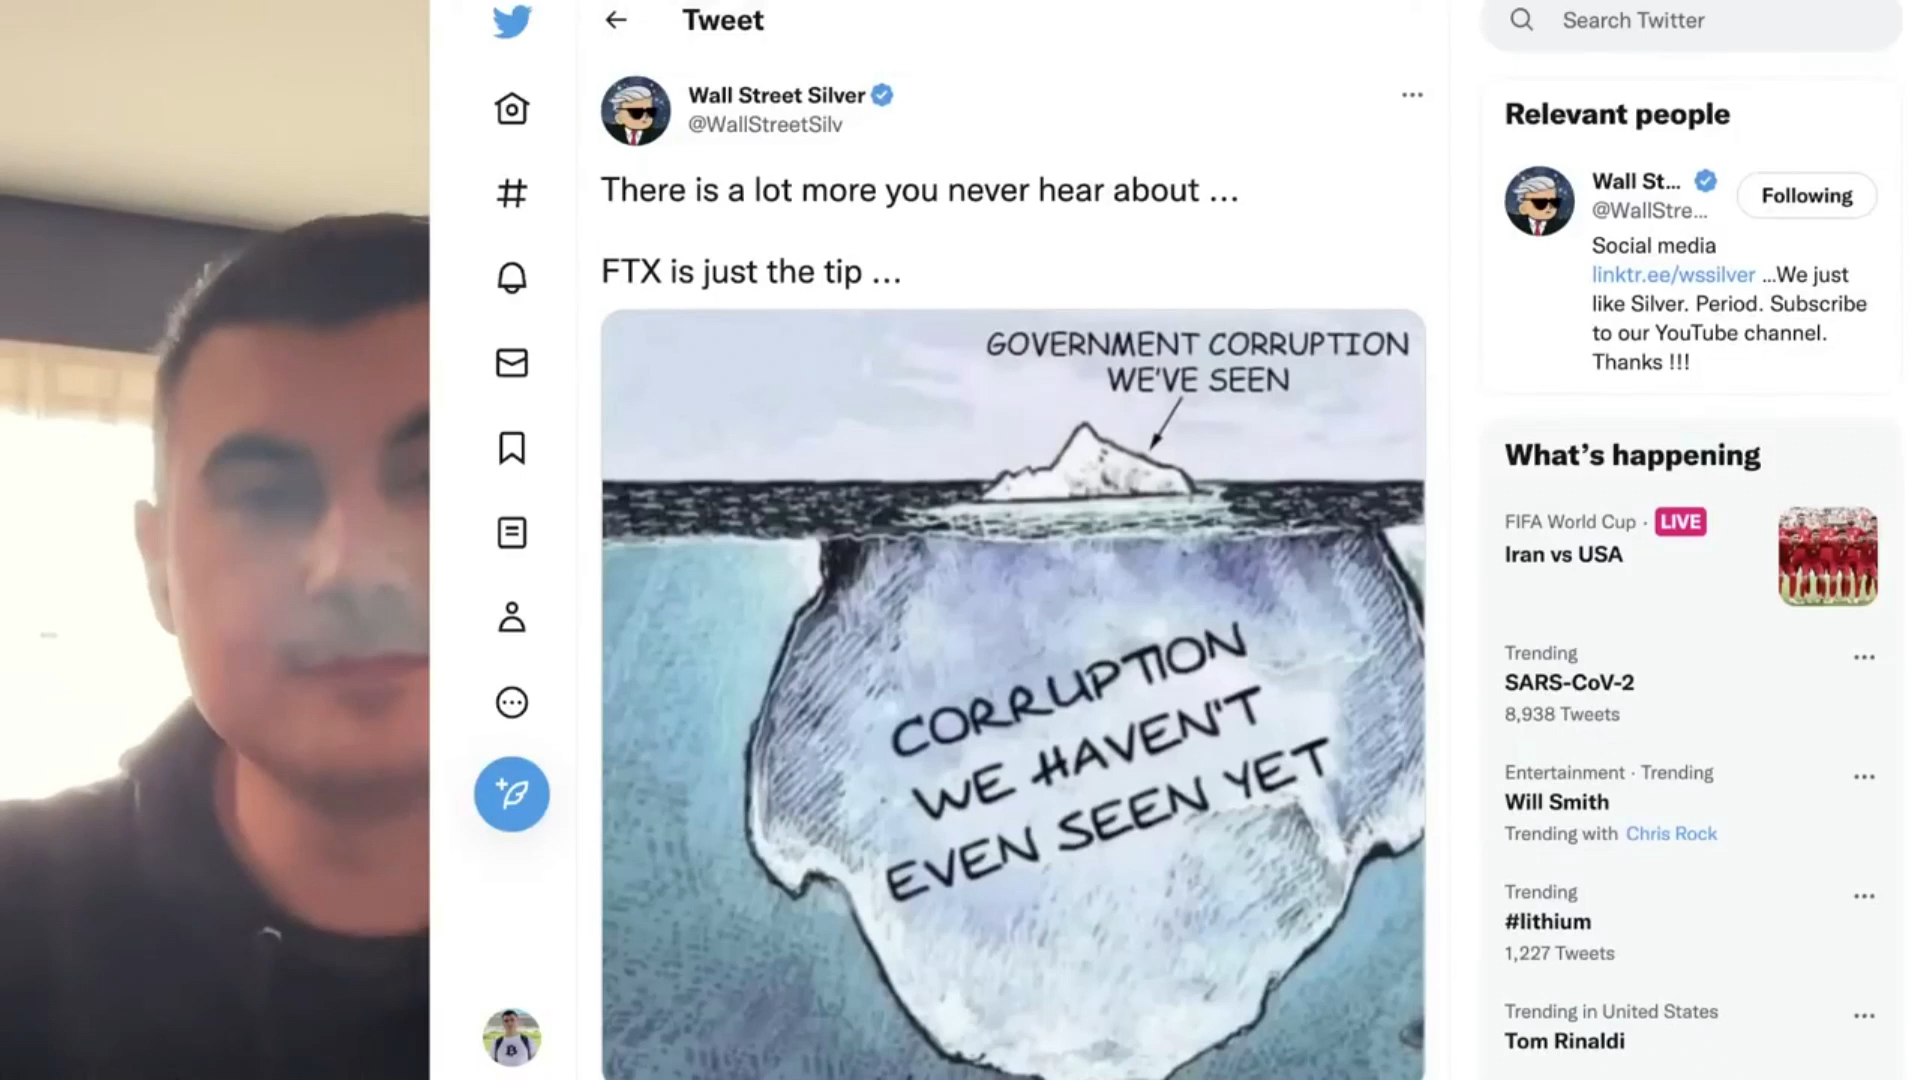 Tweet
Wall Street Silver
@WallStreetSilv
There is a lot more you never hear about ...
FTX is just the tip ...
GOVERNMENT CORRUPTION
WE'VE SEEN
CORRUPTION
WE HAVEN'T
EVEN SEEN YET
Search Twitter
Relevant people
Wall St...
@WallStre...
Following
Social media
linktr.ee/wssilver ...We just
like Silver. Period. Subscribe
to our YouTube channel.
Thanks !!!
What's happening
FIFA World Cup · LIVE
Iran vs USA
Trending
SARS-CoV-2
8,938 Tweets
Entertainment · Trending
Will Smith
Trending with Chris Rock
Trending
#lithium
1,227 Tweets
Trending in United States
Tom Rinaldi